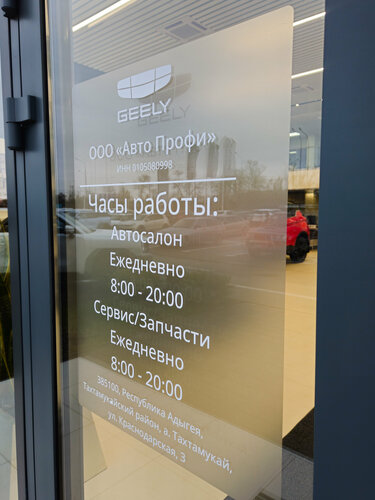 GEELY
ООО «Авто Профи»
ИНН 0105080998
Часы работы:
Автосалон
Ежедневно
8:00 - 20:00
Сервис/Запчасти
Ежедневно
8:00 - 20:00
385100, Республика Адыгея,
Тахтамукайский район, а. Тахтамукай,
ул. Краснодарская, 3